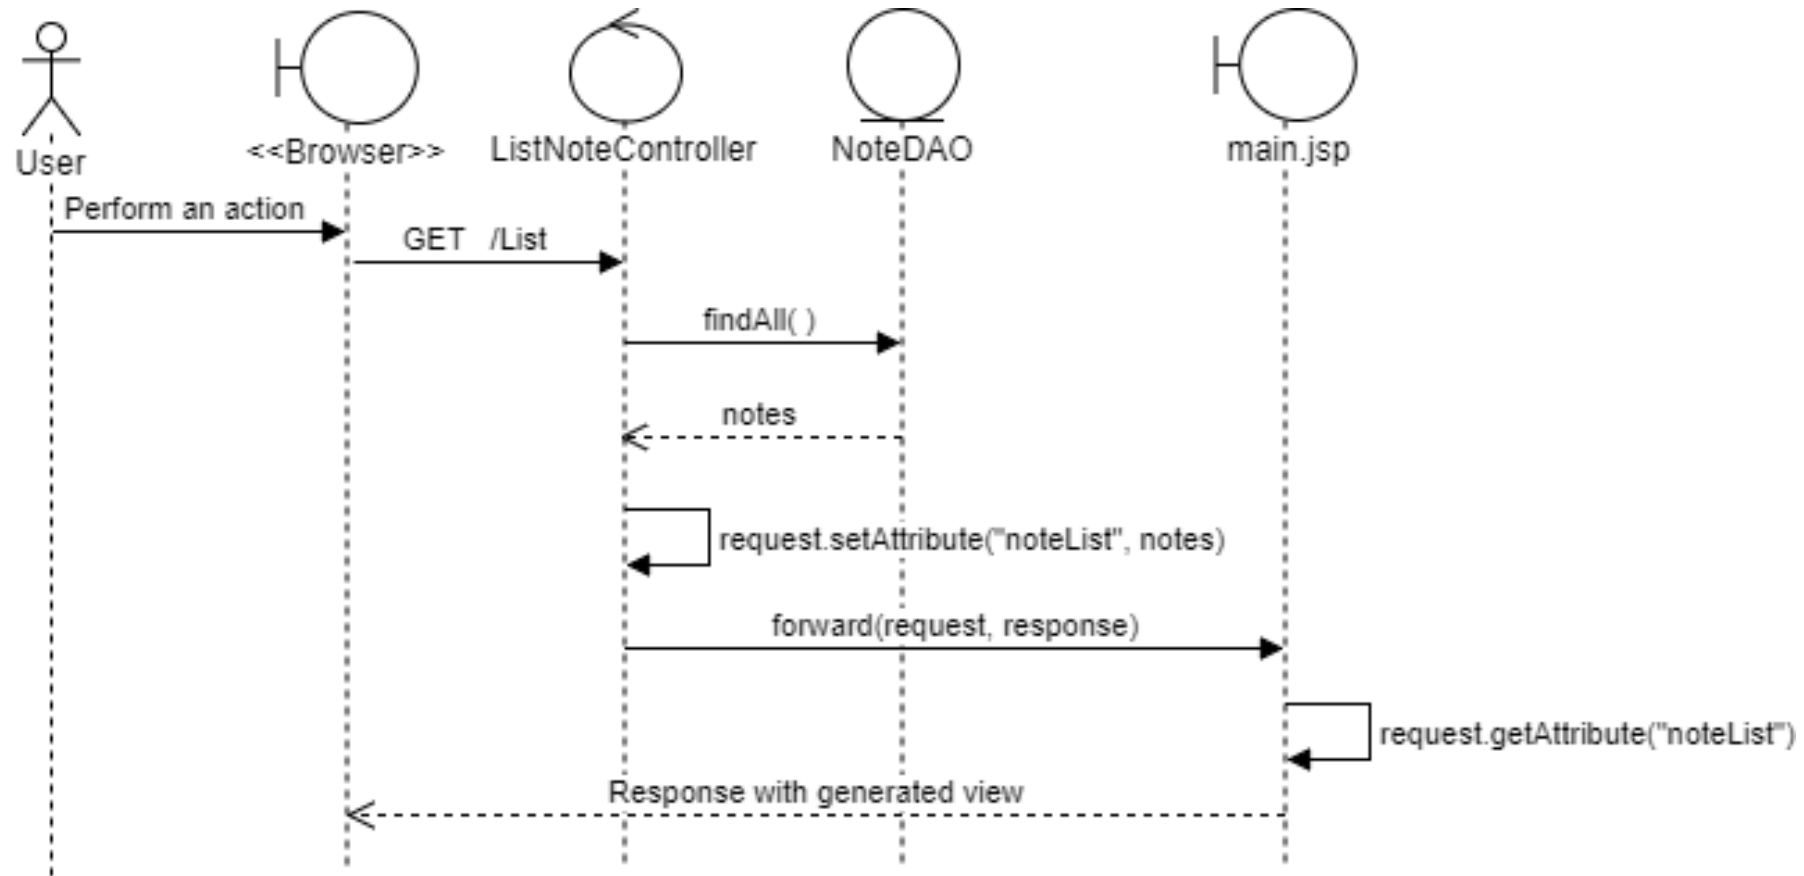 User
<<Browser>>
ListNoteController
NoteDAO
main.jsp
Perform an action
GET /List
findAll( )
notes
request.setAttribute("noteList", notes)
forward(request, response)
request.getAttribute("noteList")
Response with generated view